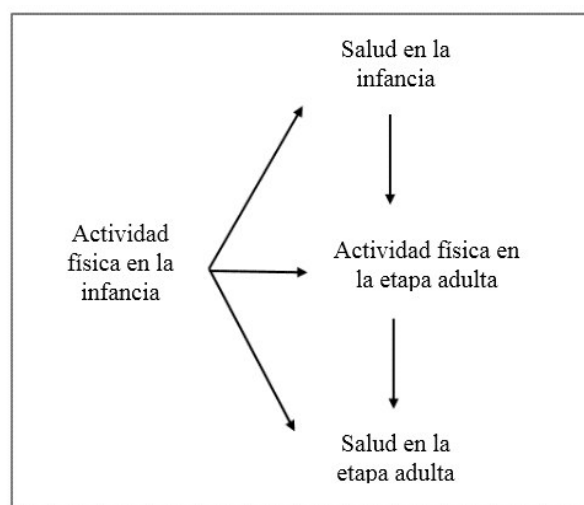 Salud en la
infancia
Actividad
física en la
infancia
Actividad física en
la etapa adulta
Salud en la
etapa adulta